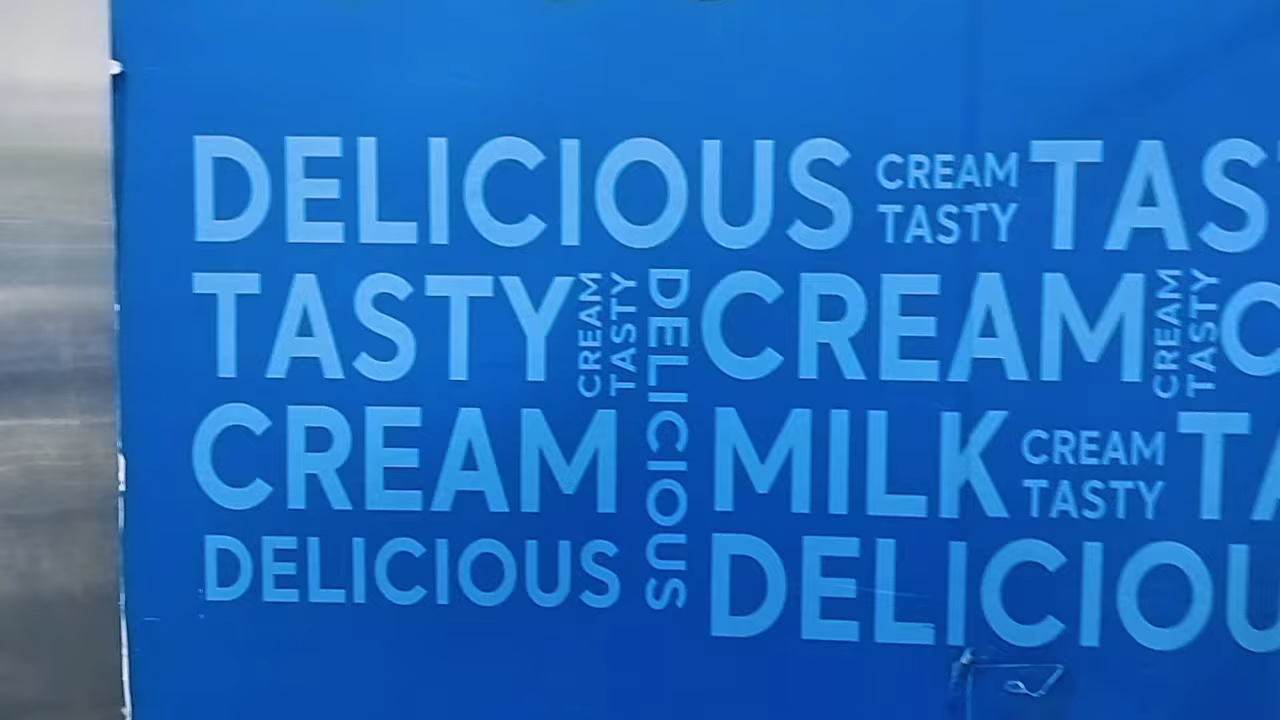 DELICIOUS CREAM TASTY TAS
TASTY CREAM TASTY DELICIOUS CREAM CREAM TASTY C
CREAM MILK CREAM TASTY TA
DELICIOUS DELICIOU